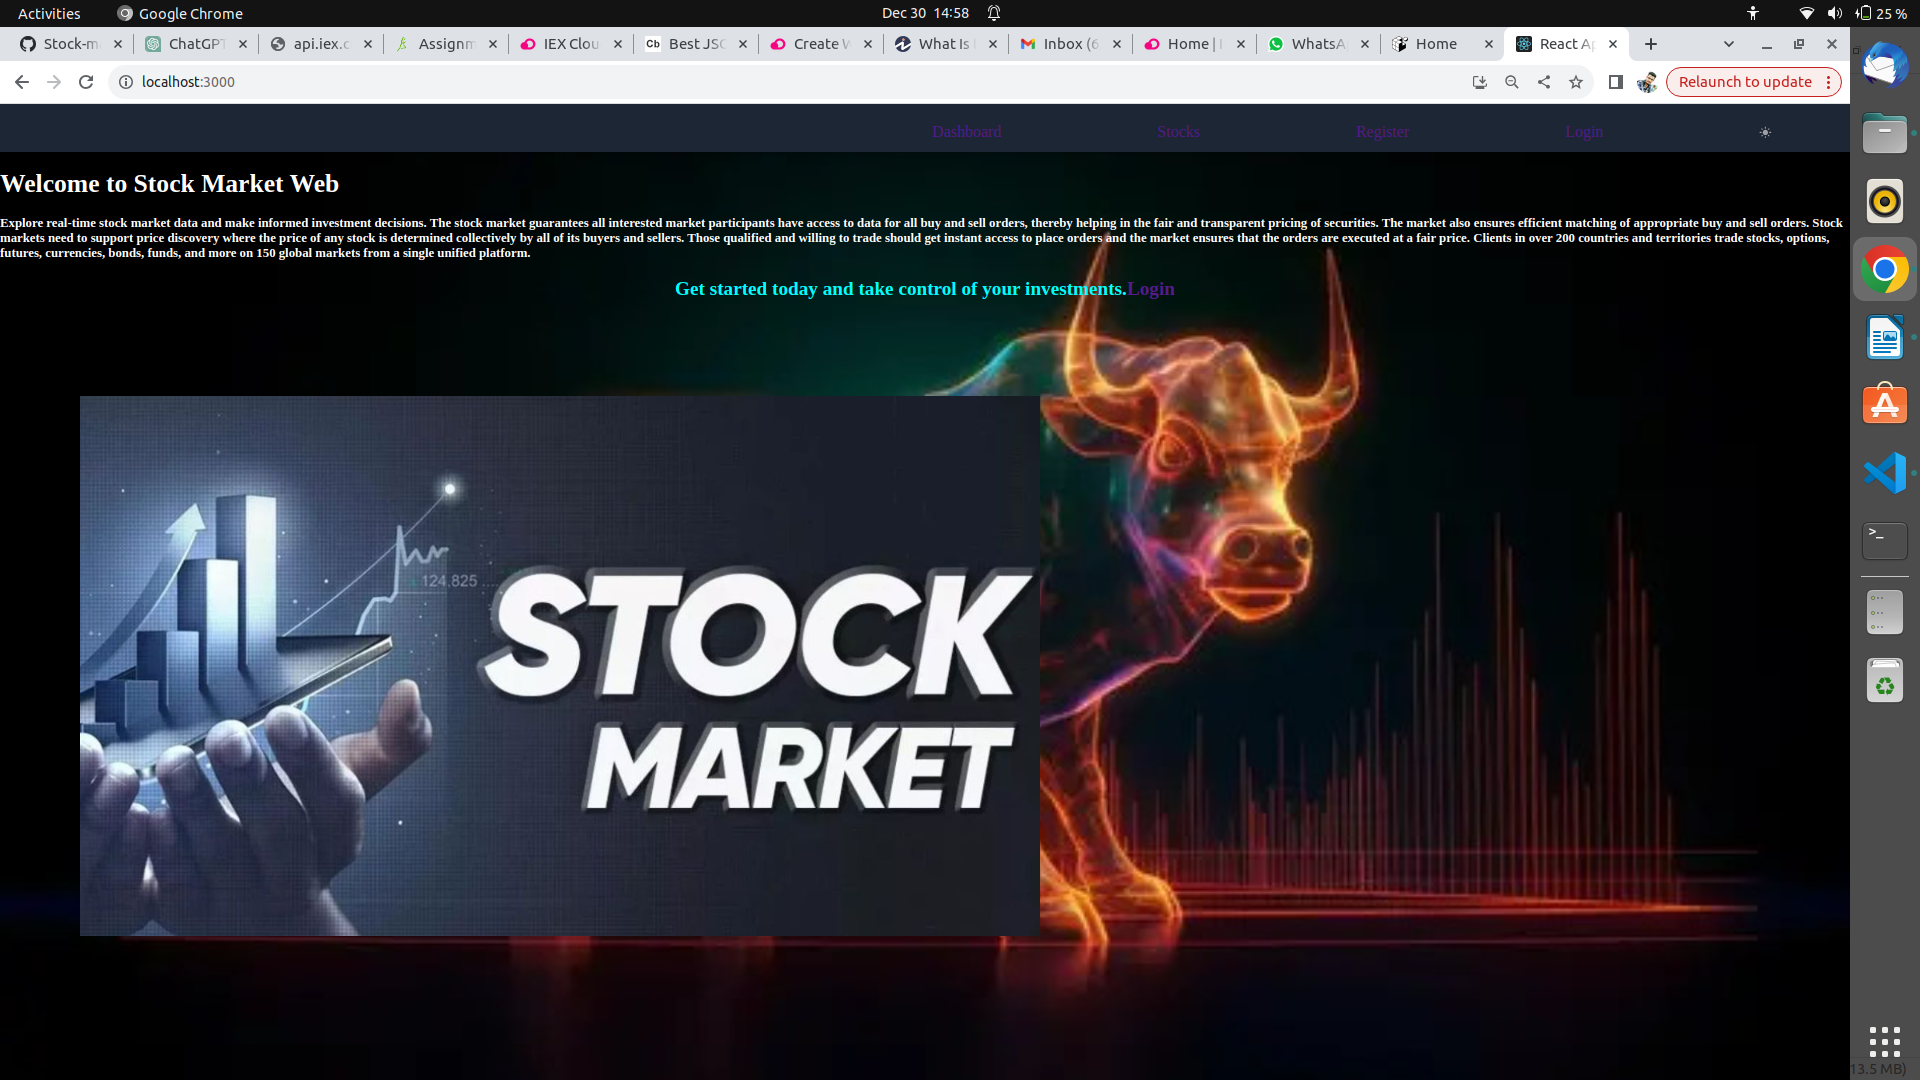 Activities
Google Chrome
Dec 30 14:58
25 %
Stock-m
ChatGPT
api.iex.c
Assignm
IEX Clou
Best JSO
Create W
What Is
Inbox (6
Home |
WhatsA
Home
React Ap
localhost:3000
Relaunch to update
Dashboard
Stocks
Register
Login
Welcome to Stock Market Web
Explore real-time stock market data and make informed investment decisions. The stock market guarantees all interested market participants have access to data for all buy and sell orders, thereby helping in the fair and transparent pricing of securities. The market also ensures efficient matching of appropriate buy and sell orders. Stock
markets need to support price discovery where the price of any stock is determined collectively by all of its buyers and sellers. Those qualified and willing to trade should get instant access to place orders and the market ensures that the orders are executed at a fair price. Clients in over 200 countries and territories trade stocks, options,
futures, currencies, bonds, funds, and more on 150 global markets from a single unified platform.
Get started today and take control of your investments.Login
124,825 ....
STOCK
MARKET
13.5 MB)